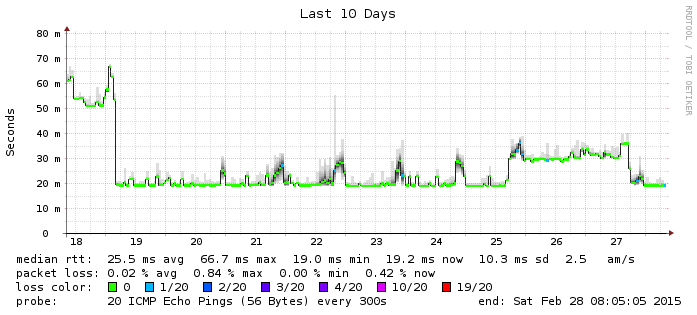 Last 10 Days
RRDTOOL / TOBI OETIKER
Seconds
80 m
70 m
60 m
50 m
40 m
30 m
20 m
10 m
0
18 19 20 21 22 23 24 25 26 27
median rtt: 25.5 ms avg 66.7 ms max 19.0 ms min 19.2 ms now 10.3 ms sd 2.5 am/s
packet loss: 0.02 % avg 0.84 % max 0.00 % min 0.42 % now
loss color: 0 1/20 2/20 3/20 4/20 10/20 19/20
probe: 20 ICMP Echo Pings (56 Bytes) every 300s end: Sat Feb 28 08:05:05 2015